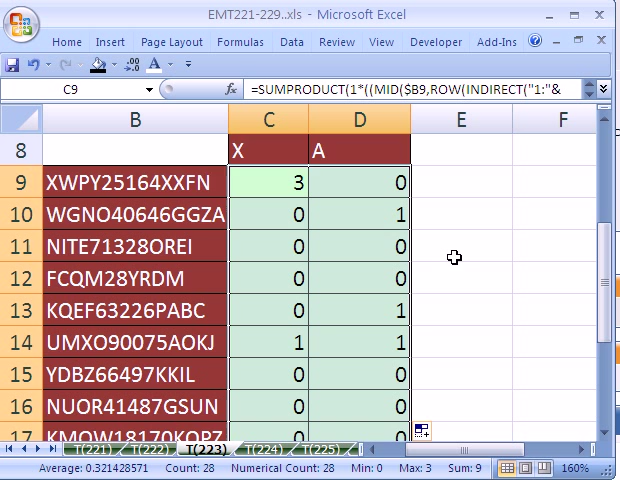 EMT221-229..xls - Microsoft Excel
Home Insert Page Layout Formulas Data View Developer Add-Ins
C9 fx =SUMPRODUCT(1*((MID($B9,ROW(INDIRECT("1:"&
B C D E F
8 X A
9 XWPY25164XXFN 3 0
10 WGNO40646GGZA 0 1
11 NITE71328OREI 0 0
12 FCQM28YRDM 0 0
13 KQEF63226PABC 0 1
14 UMXO90075AOKJ 1 1
15 YDBZ66497KKIL 0 0
16 NUOR41487GSUN 0 0
17 KMOW18170KQPZ 0 0
T(221) T(222) T(223) T(224) T(225)
Average: 0.321428571 Count: 28 Numerical Count: 28 Min: 0 Max: 3 Sum: 9 160%